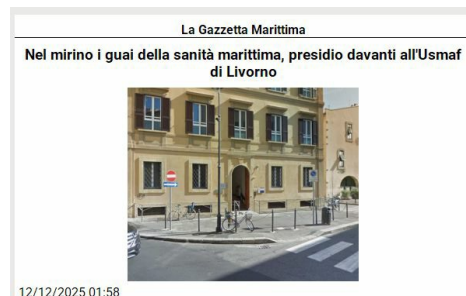 La Gazzetta Marittima
Nel mirino i guai della sanità marittima, presidio davanti all'Usmaf
di Livorno
12/12/2025 01:58